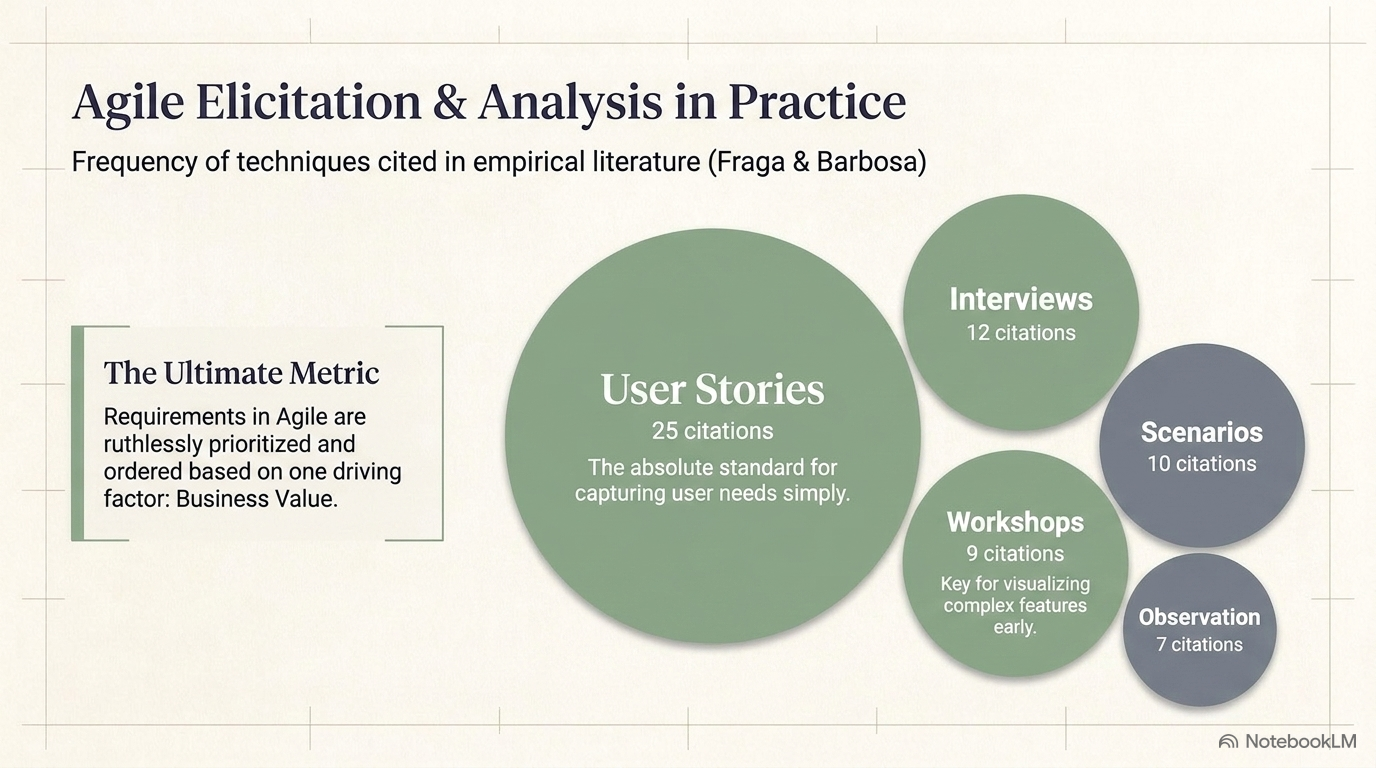 Agile Elicitation & Analysis in Practice
Frequency of techniques cited in empirical literature (Fraga & Barbosa)
The Ultimate Metric
Requirements in Agile are
ruthlessly prioritized and
ordered based on one driving
factor: Business Value.
User Stories
25 citations
The absolute standard for
capturing user needs simply.
Interviews
12 citations
Scenarios
10 citations
Workshops
9 citations
Key for visualizing
complex features
early.
Observation
7 citations
NotebookLM